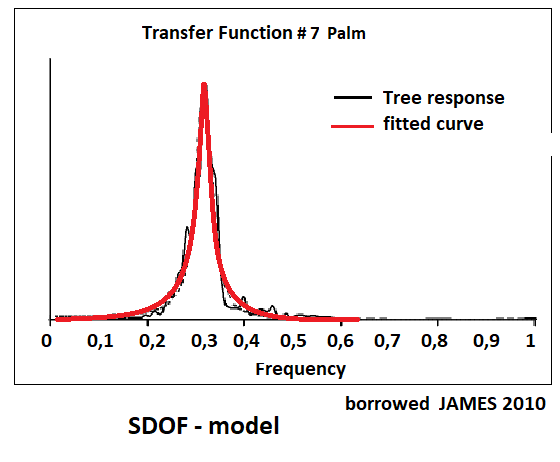 Transfer Function # 7 Palm
Tree response
fitted curve
0 0,1 0,2 0,3 0,4 0,5 0,6 0,7 0,8 0,9 1
Frequency
borrowed JAMES 2010
SDOF - model